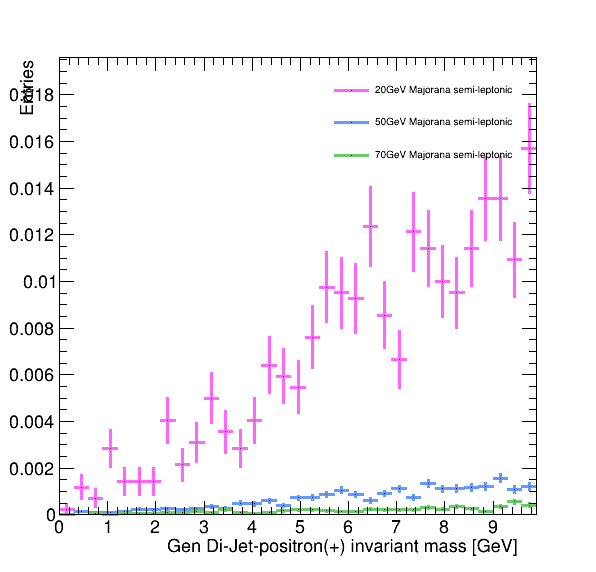 Entries
0.018
0.016
0.014
0.012
0.01
0.008
0.006
0.004
0.002
0
20GeV Majorana semi-leptonic
50GeV Majorana semi-leptonic
70GeV Majorana semi-leptonic
0 1 2 3 4 5 6 7 8 9
Gen Di-Jet-positron(+) invariant mass [GeV]